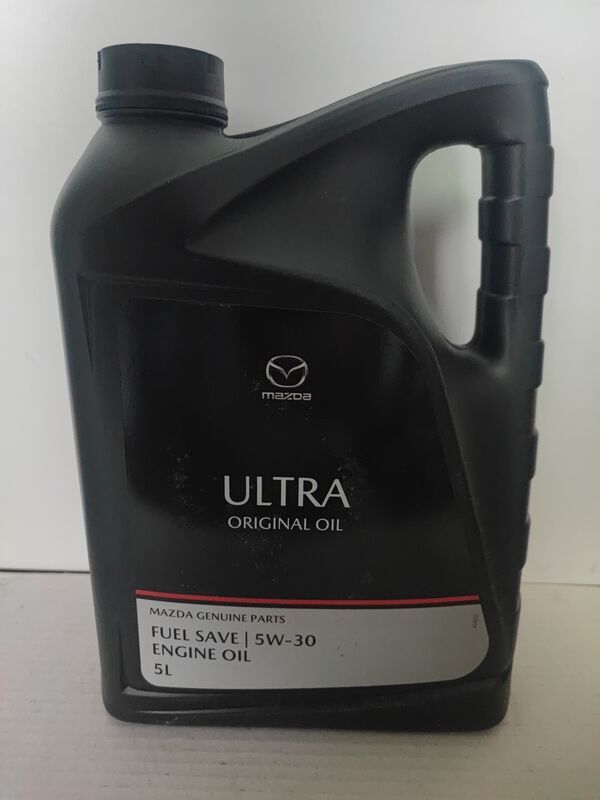 mazda
ULTRA
ORIGINAL OIL
MAZDA GENUINE PARTS
FUEL SAVE | 5W-30
ENGINE OIL
5L